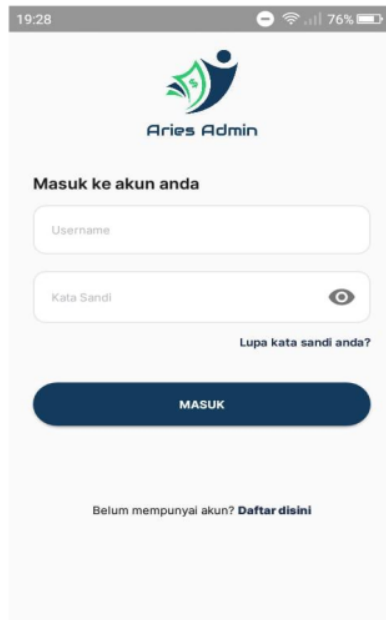 19:28
76%
$
Aries Admin
Masuk ke akun anda
Username
Kata Sandi
Lupa kata sandi anda?
MASUK
Belum mempunyai akun? Daftar disini